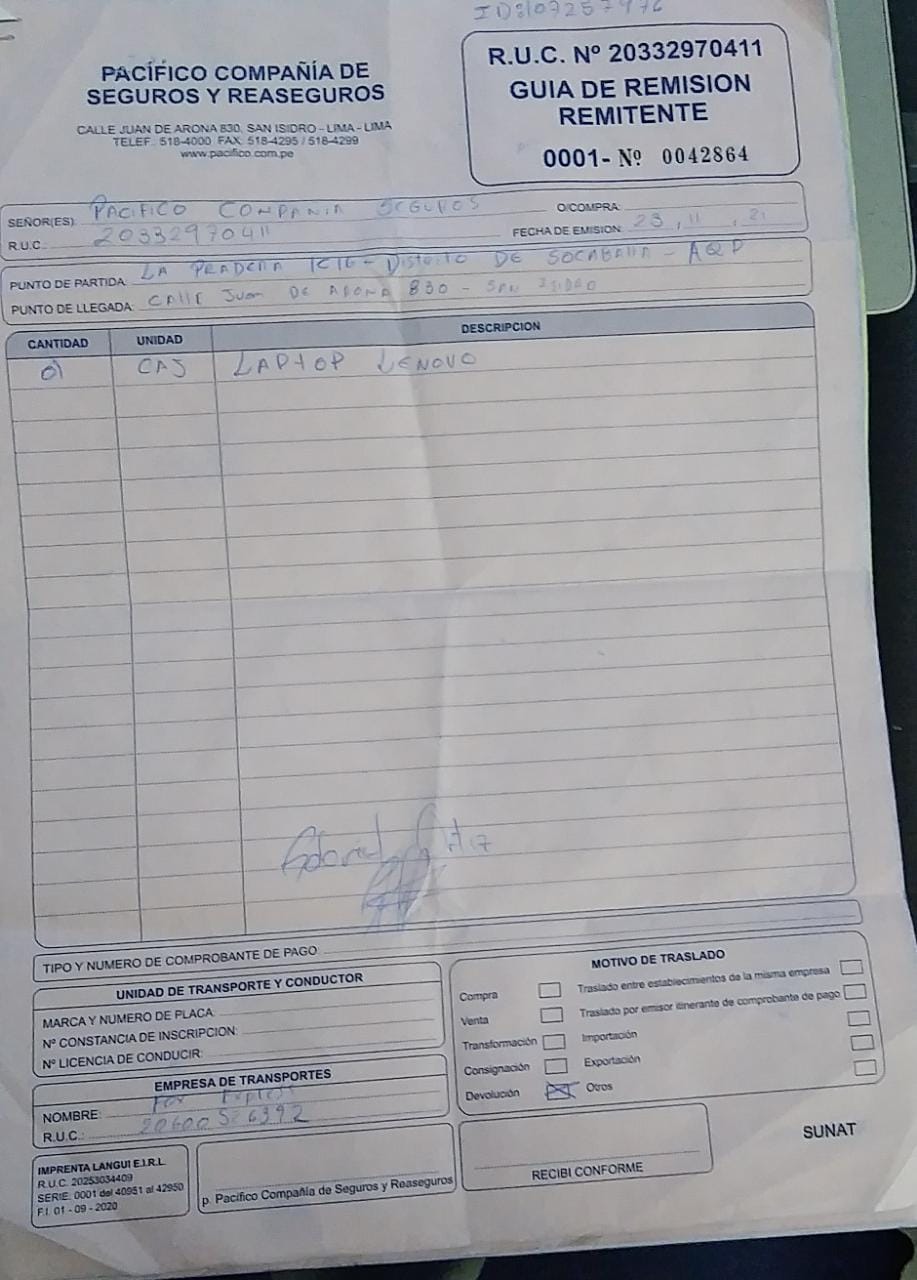 PACÍFICO COMPAÑÍA DE
SEGUROS Y REASEGUROS
CALLE JUAN DE ARONA 830, SAN ISIDRO - LIMA - LIMA
TELEF.: 518-4000 FAX: 518-4295 / 518-4299
www.pacifico.com.pe
R.U.C. Nº 20332970411
GUIA DE REMISION
REMITENTE
0001- Nº 0042864
SEÑOR(ES): PACIFICO COMPANIA SEGUROS
O/COMPRA:
R.U.C.: 20332970411
FECHA DE EMISION: 23, 11, 21
PUNTO DE PARTIDA: LA PRADERA - DISTRITO DE SOCABAYA - AQP
PUNTO DE LLEGADA: CALLE Juan DE ARONA 830 - SAN ISIDRO
CANTIDAD UNIDAD DESCRIPCION
01 CAJ LAPTOP LENOVO
TIPO Y NUMERO DE COMPROBANTE DE PAGO:
UNIDAD DE TRANSPORTE Y CONDUCTOR
MARCA Y NUMERO DE PLACA:
Nº CONSTANCIA DE INSCRIPCION:
Nº LICENCIA DE CONDUCIR:
EMPRESA DE TRANSPORTES
NOMBRE: Express
R.U.C.:
MOTIVO DE TRASLADO
Compra
Venta
Transformación
Consignación
Devolución
Traslado entre establecimientos de la misma empresa
Traslado por emisor itinerante de comprobante de pago
Importación
Exportación
Otros
IMPRENTA LANGUI E.I.R.L.
R.U.C. 20253034409
SERIE: 0001 del 40951 al 42950
F.I. 01 - 09 - 2020
p. Pacífico Compañía de Seguros y Reaseguros
RECIBI CONFORME
SUNAT